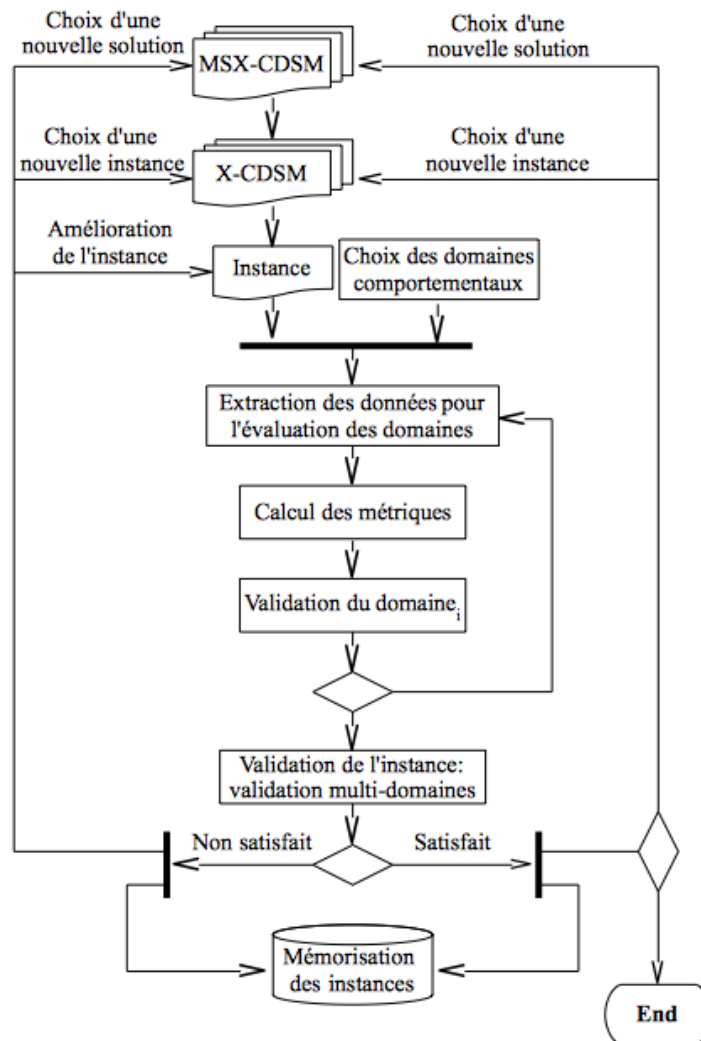 Choix d'une
nouvelle solution
MSX-CDSM
Choix d'une
nouvelle solution
Choix d'une
nouvelle instance
X-CDSM
Choix d'une
nouvelle instance
Amélioration
de l'instance
Instance
Choix des domaines
comportementaux
Extraction des données pour
l'évaluation des domaines
Calcul des métriques
Validation du domaine i
Validation de l'instance:
validation multi-domaines
Non satisfait
Satisfait
Mémorisation
des instances
End